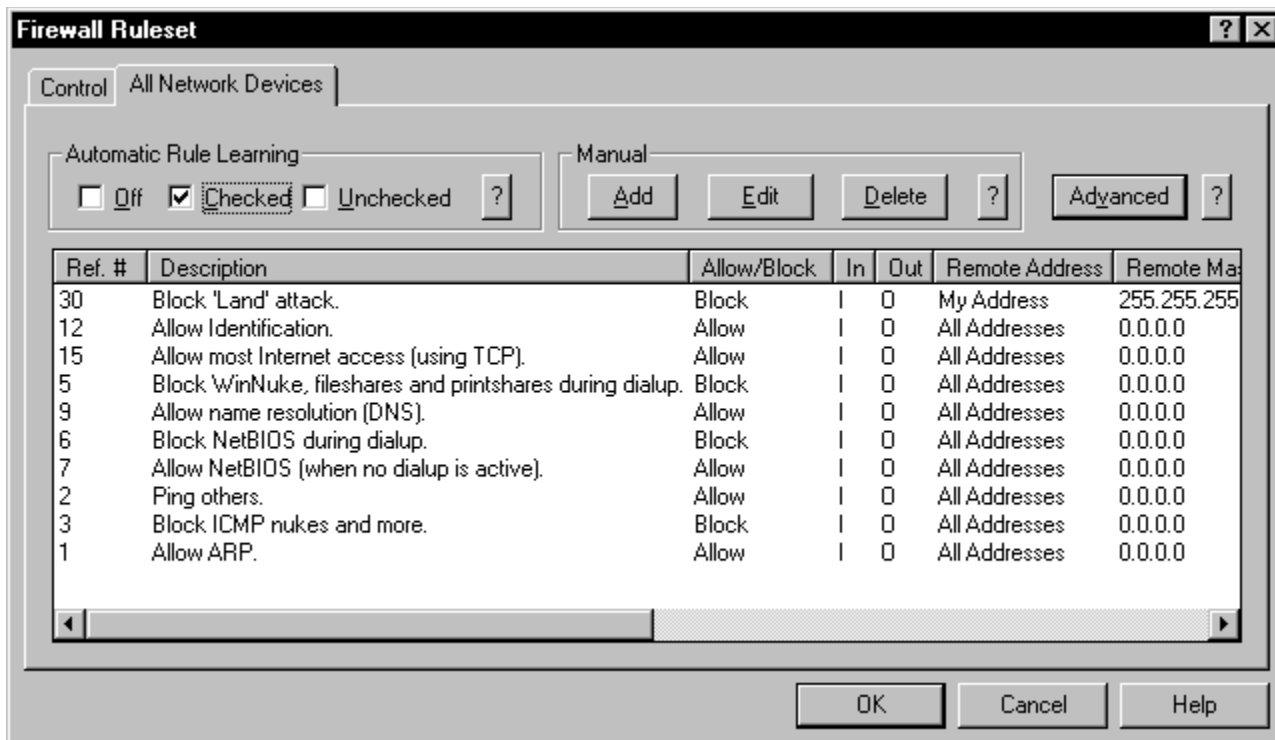 Firewall Ruleset ?
Control All Network Devices
Automatic Rule Learning Manual
Off Checked Unchecked ? Add Edit Delete ? Advanced ?
Ref. # Description Allow/Block In Out Remote Address Remote Mas
30 Block 'Land' attack. Block I O My Address 255.255.255
12 Allow Identification. Allow I O All Addresses 0.0.0.0
15 Allow most Internet access (using TCP). Allow I O All Addresses 0.0.0.0
5 Block WinNuke, fileshares and printshares during dialup. Block I O All Addresses 0.0.0.0
9 Allow name resolution (DNS). Allow I O All Addresses 0.0.0.0
6 Block NetBIOS during dialup. Block I O All Addresses 0.0.0.0
7 Allow NetBIOS (when no dialup is active). Allow I O All Addresses 0.0.0.0
2 Ping others. Allow I O All Addresses 0.0.0.0
3 Block ICMP nukes and more. Block I O All Addresses 0.0.0.0
1 Allow ARP. Allow I O All Addresses 0.0.0.0
OK Cancel Help